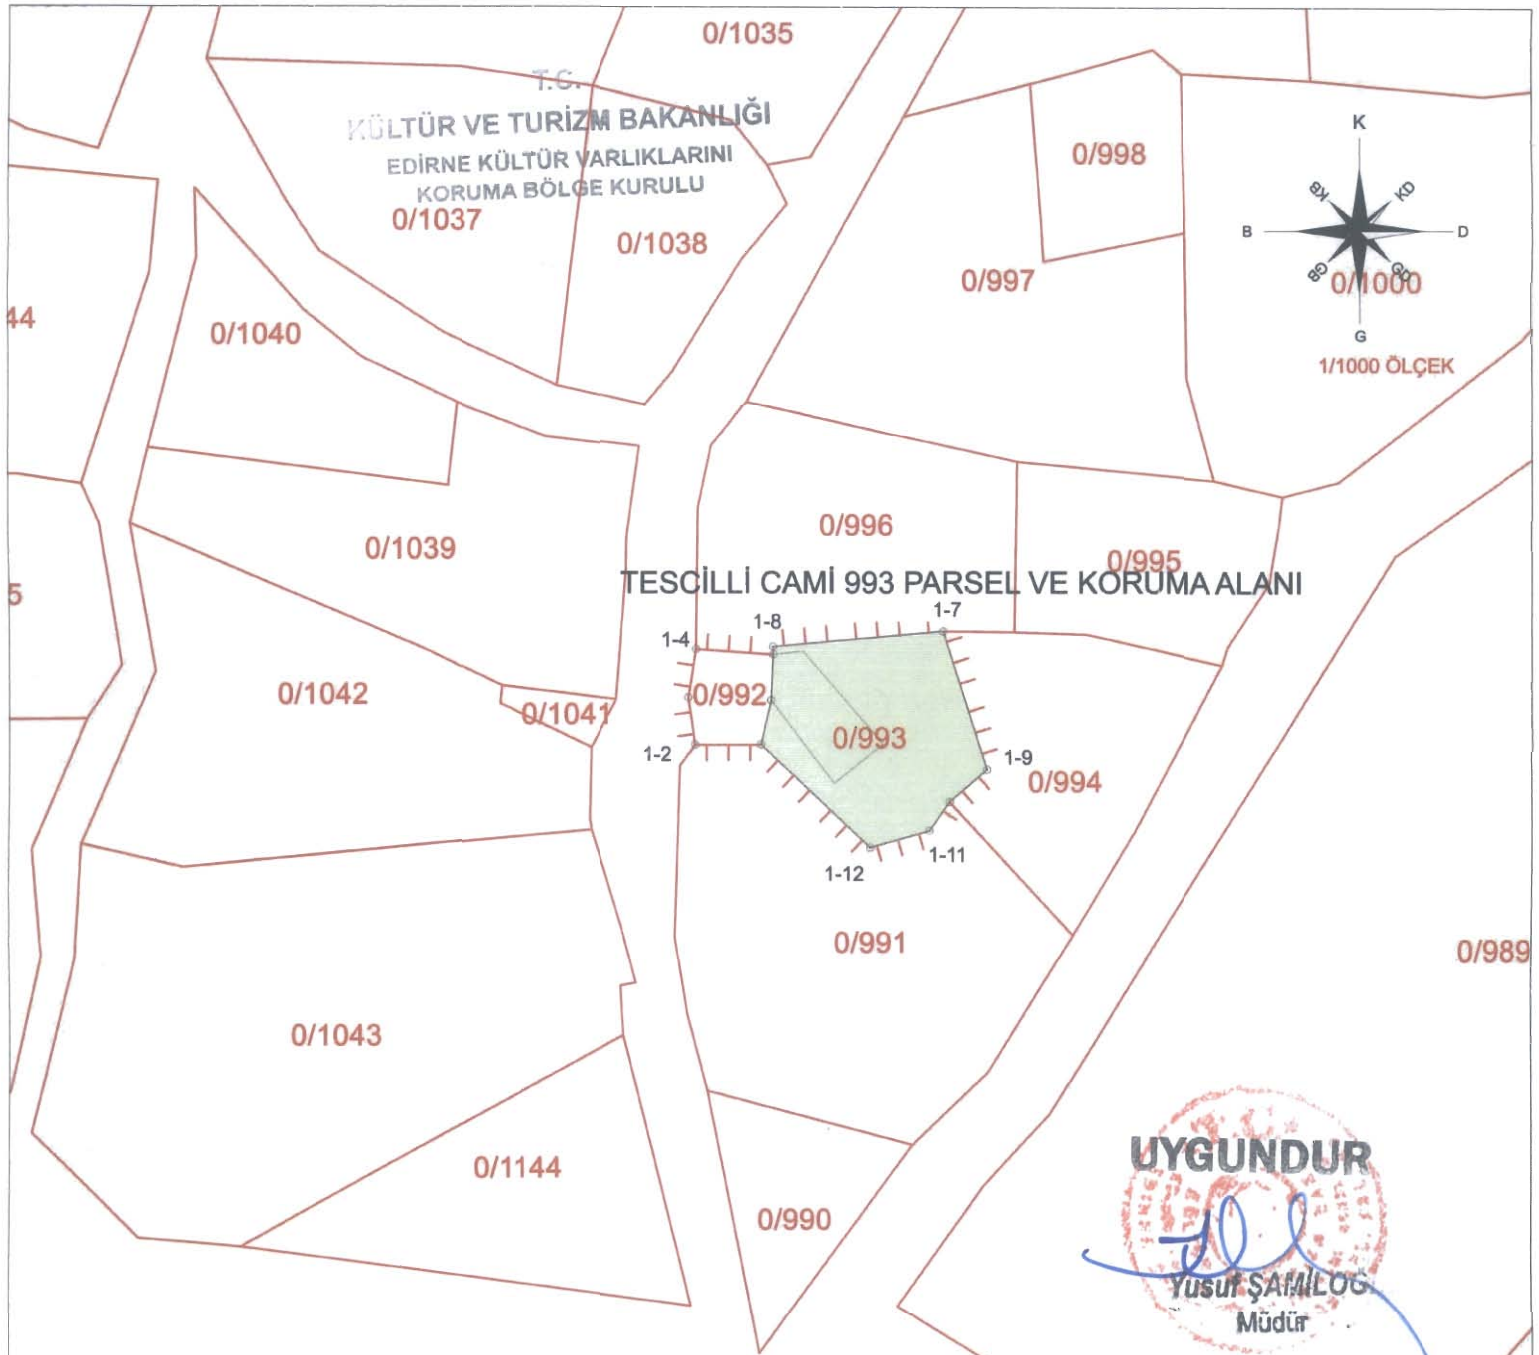 0/1035
T.C.
KÜLTÜR VE TURİZM BAKANLIĞI
EDİRNE KÜLTÜR VARLIKLARINI
KORUMA BÖLGE KURULU
0/1037
0/1038
0/998
0/997
K
KB
KD
B
D
GB
GD
G
0/1000
1/1000 ÖLÇEK
44
0/1040
0/1039
0/996
0/995
5
TESCİLLİ CAMİ 993 PARSEL VE KORUMA ALANI
1-4
1-8
1-7
0/1042
0/1041
0/992
0/993
1-2
1-9
0/994
1-11
1-12
0/991
0/989
0/1043
0/1144
0/990
UYGUNDUR
Yusuf
Müdür